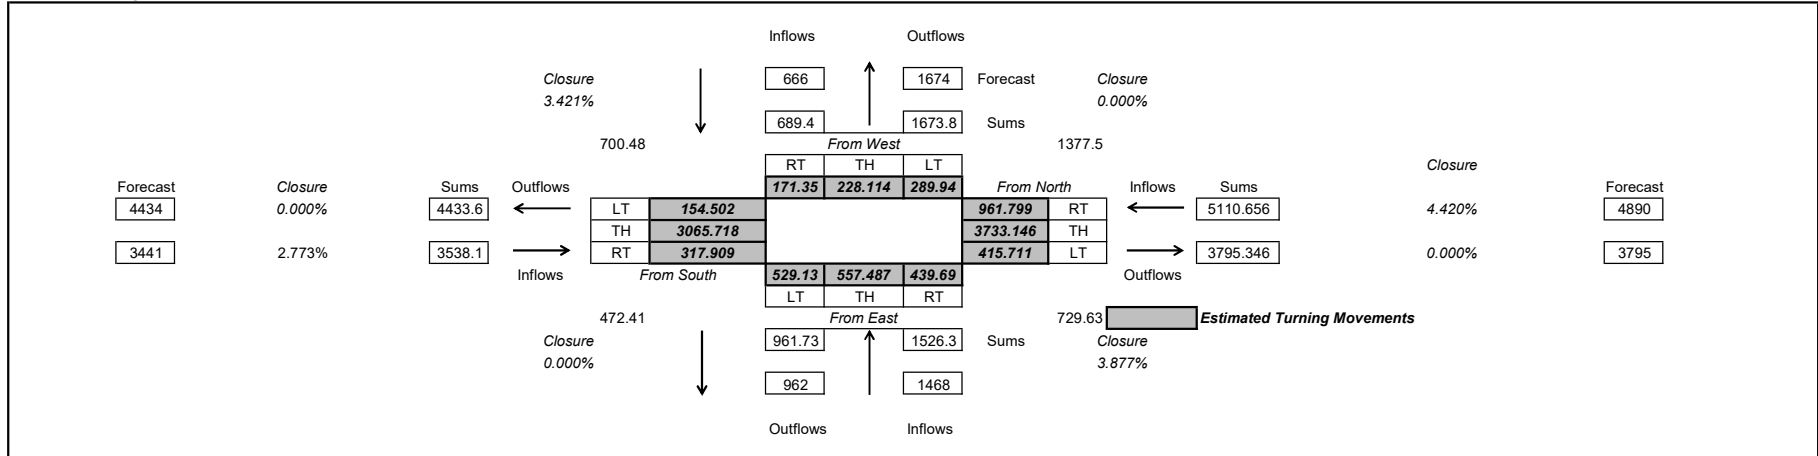 Inflows Outflows
Closure 666 1674 Forecast Closure
3.421% 0.000%
689.4 1673.8 Sums
700.48 From West 1377.5
RT TH LT Closure
Forecast Closure Sums Outflows 171.35 228.114 289.94 From North Inflows Sums Forecast
4434 0.000% 4433.6 LT 154.502 961.799 RT 5110.656 4.420% 4890
TH 3065.718 3733.146 TH
3441 2.773% 3538.1 RT 317.909 415.711 LT 3795.346 0.000% 3795
Inflows From South 529.13 557.487 439.69 Outflows
LT TH RT
472.41 From East 729.63 Estimated Turning Movements
Closure 961.73 1526.3 Sums Closure
0.000% 3.877%
962 1468
Outflows Inflows